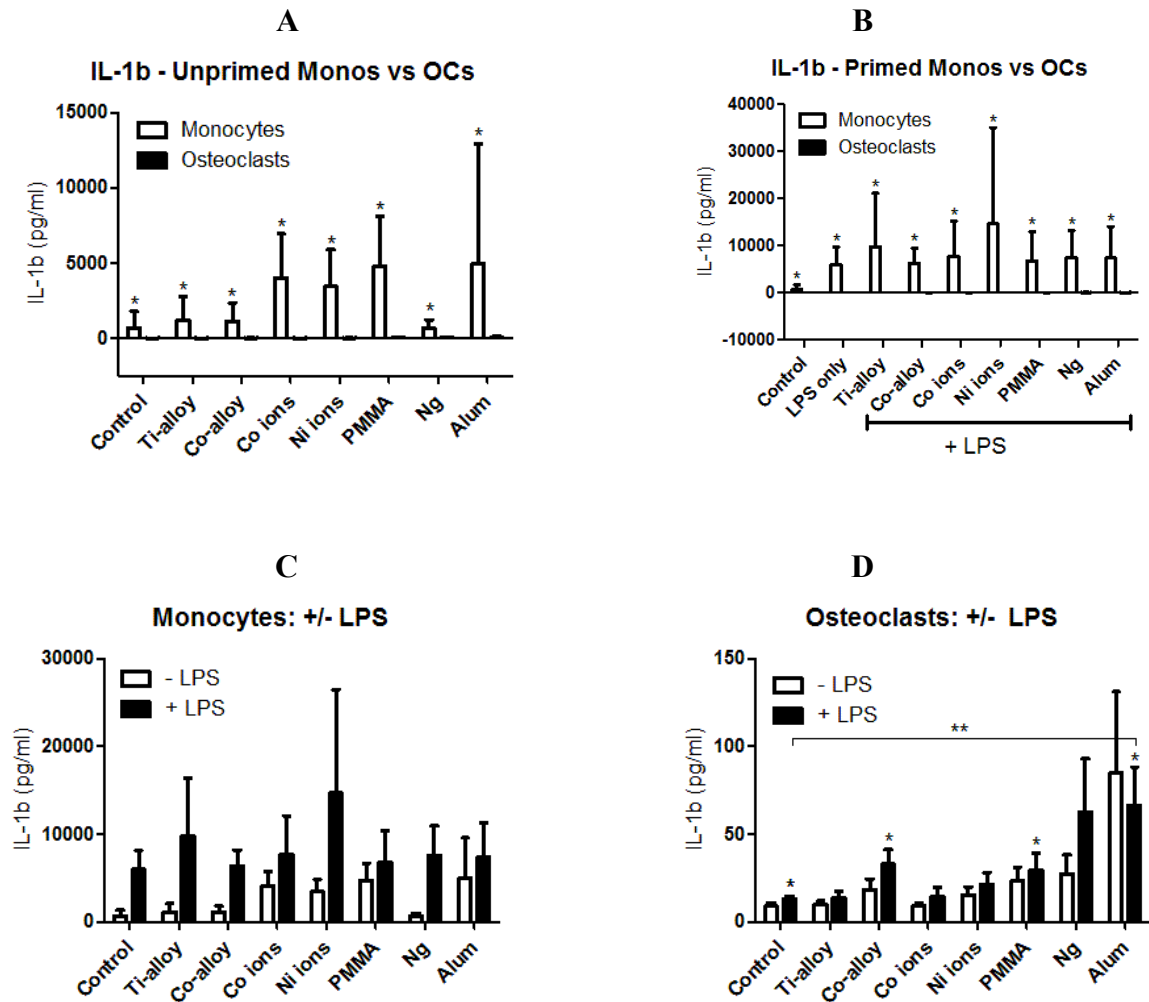 A
IL-1b - Unprimed Monos vs OCs
15000
10000
5000
0
IL-1b (pg/ml)
Monocytes
Osteoclasts
* * * * * * * *
Control
Ti-alloy
Co-alloy
Co ions
Ni ions
PMMA
Ng
Alum
B
IL-1b - Primed Monos vs OCs
40000
30000
20000
10000
0
-10000
IL-1b (pg/ml)
Monocytes
Osteoclasts
* * * * * * * * *
Control
LPS only
Ti-alloy
Co-alloy
Co ions
Ni ions
PMMA
Ng
Alum
+ LPS
C
Monocytes: +/- LPS
30000
20000
10000
0
IL-1b (pg/ml)
- LPS
+ LPS
Control
Ti-alloy
Co-alloy
Co ions
Ni ions
PMMA
Ng
Alum
D
Osteoclasts: +/- LPS
150
100
50
0
IL-1b (pg/ml)
- LPS
+ LPS
**
* * * *
Control
Ti-alloy
Co-alloy
Co ions
Ni ions
PMMA
Ng
Alum